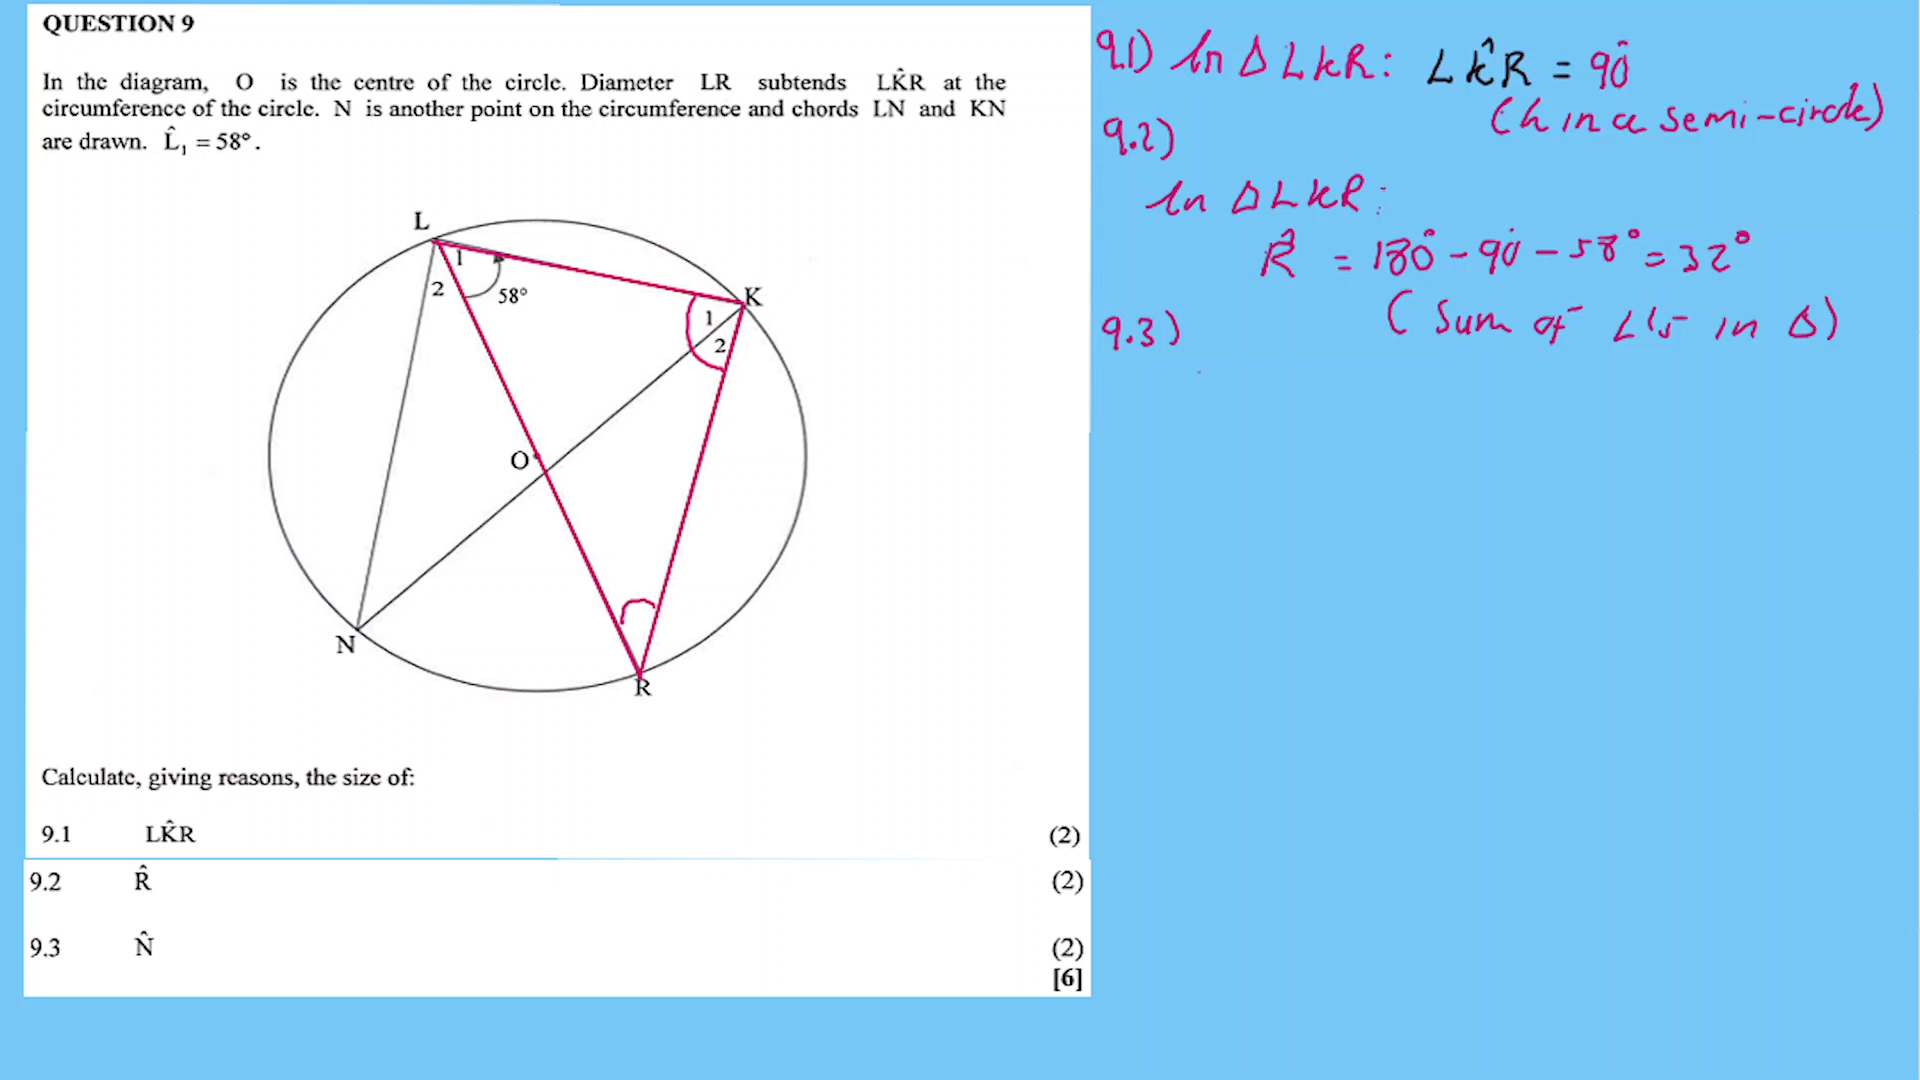 QUESTION 9
In the diagram, O is the centre of the circle. Diameter LR subtends LK̂R at the
circumference of the circle. N is another point on the circumference and chords LN and KN
are drawn. L̂₁ = 58°.
L
1
2
58°
K
1
2
O
N
R
Calculate, giving reasons, the size of:
9.1 LK̂R (2)
9.2 R̂ (2)
9.3 N̂ (2)
[6]
9.1) In Δ LKR: LK̂R = 90°
( in a semi-circle)
9.2)
In Δ LKR:
R̂ = 180° - 90° - 58° = 32°
(Sum of ∠'s in Δ)
9.3)